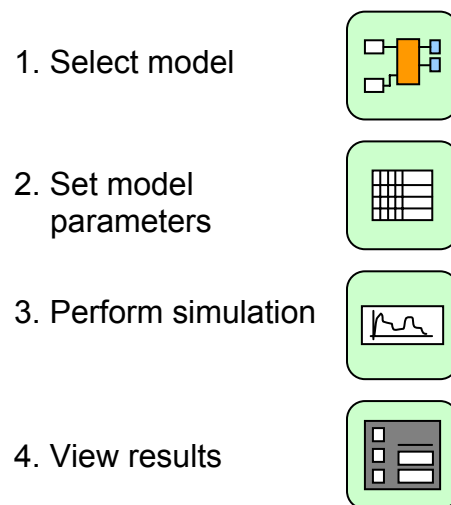 1. Select model
2. Set model
parameters
3. Perform simulation
4. View results